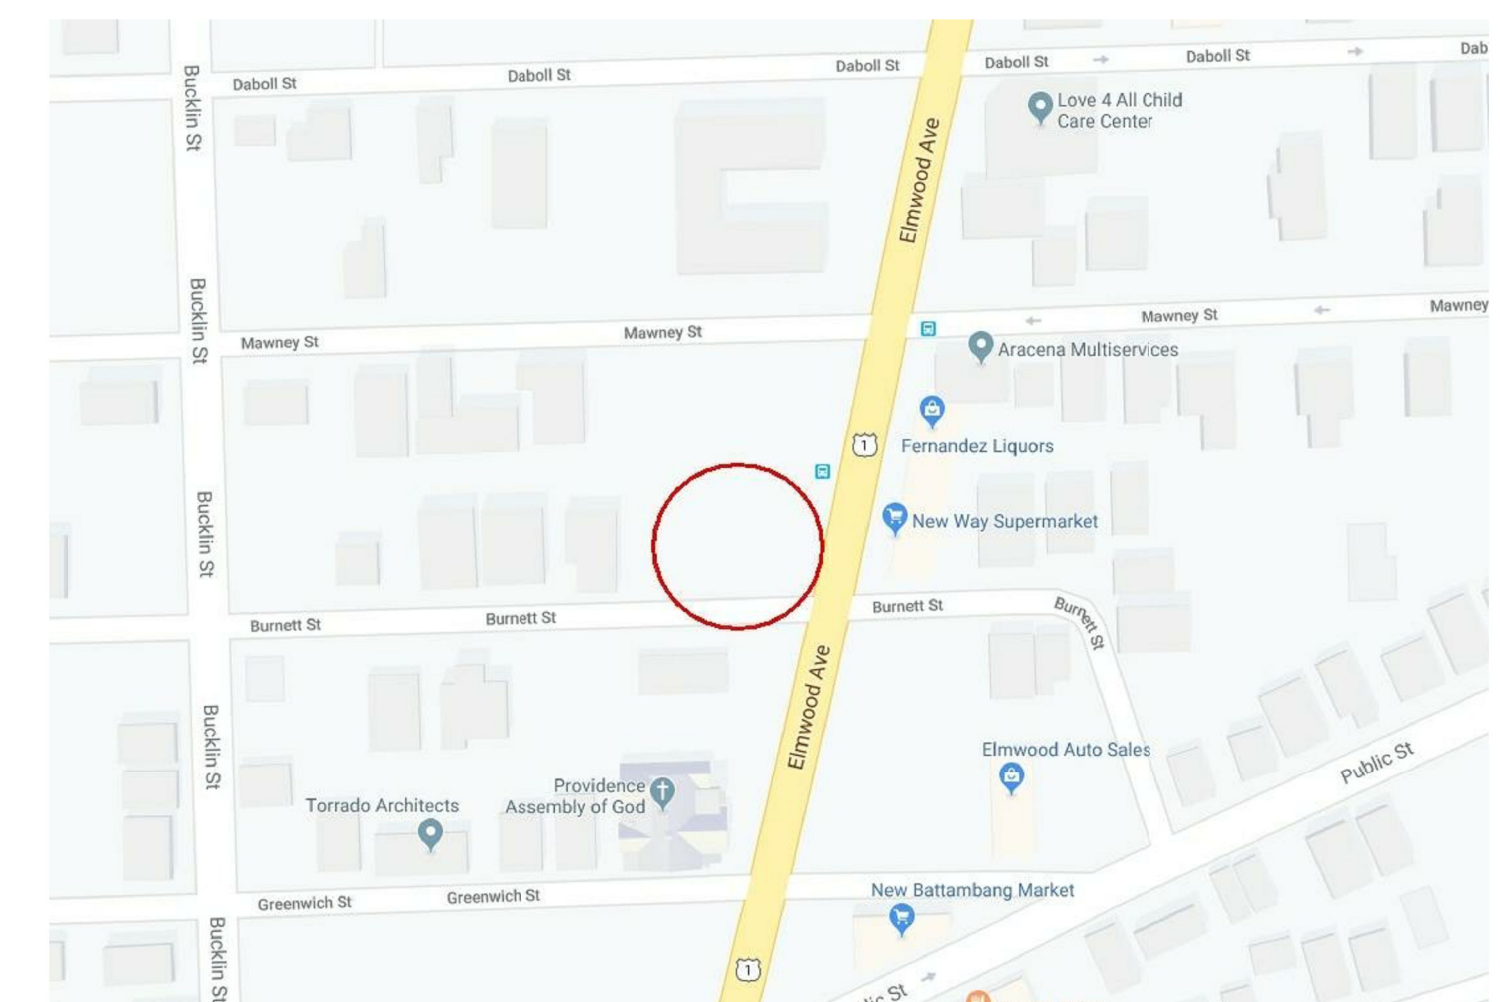 Daboll St
Daboll St
Daboll St
Daboll St
Daboll St
Dab
Bucklin St
Love 4 All Child
Care Center
Elmwood Ave
Bucklin St
Mawney St
Mawney St
Mawney St
Mawney
Aracena Multiservices
1
Fernandez Liquors
New Way Supermarket
Bucklin St
Burnett St
Burnett St
Burnett St
Burnett St
Elmwood Ave
Bucklin St
Elmwood Auto Sales
Public St
Providence
Assembly of God
Torrado Architects
Greenwich St
Greenwich St
New Battambang Market
Bucklin St
1
lic St